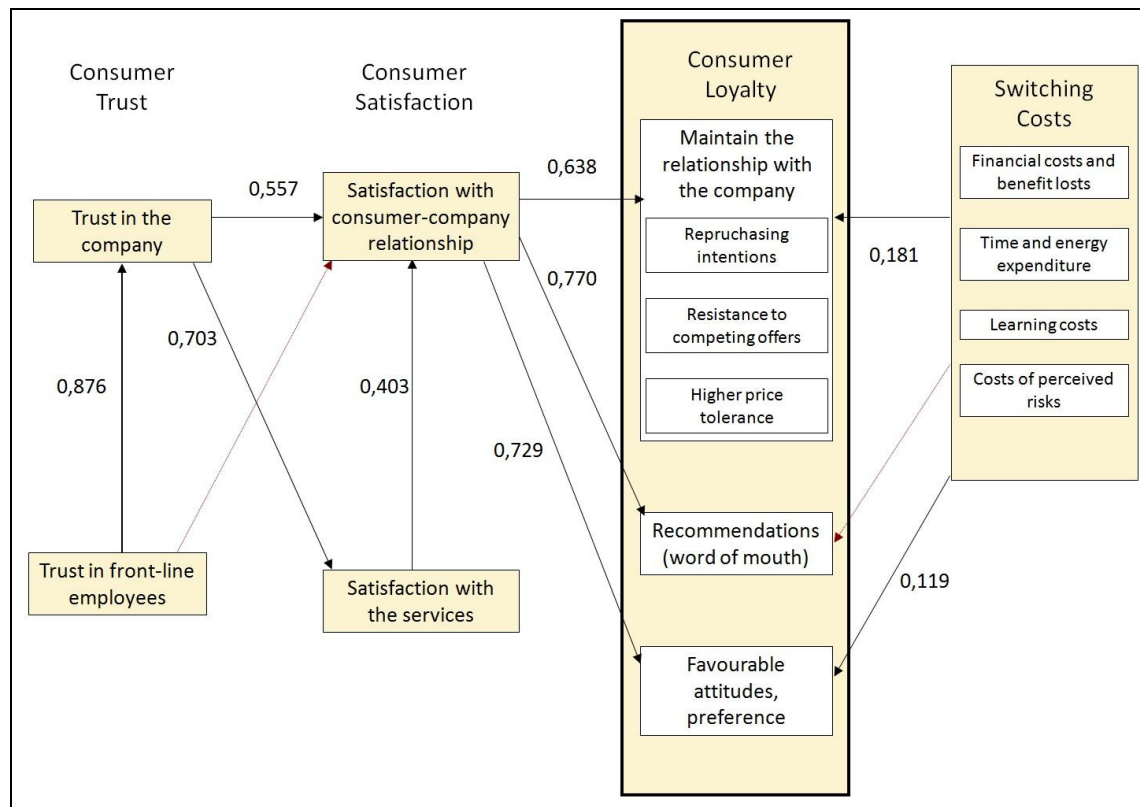 Consumer
Trust
Consumer
Satisfaction
Consumer
Loyalty
Switching
Costs
Trust in the
company
0,557
Satisfaction with
consumer-company
relationship
0,638
Maintain the
relationship with
the company
Repruchasing
intentions
Resistance to
competing offers
Higher price
tolerance
0,181
Financial costs and
benefit losts
Time and energy
expenditure
Learning costs
Costs of perceived
risks
0,770
0,703
0,876
0,403
0,729
Trust in front-line
employees
Satisfaction with
the services
Recommendations
(word of mouth)
0,119
Favourable
attitudes,
preference